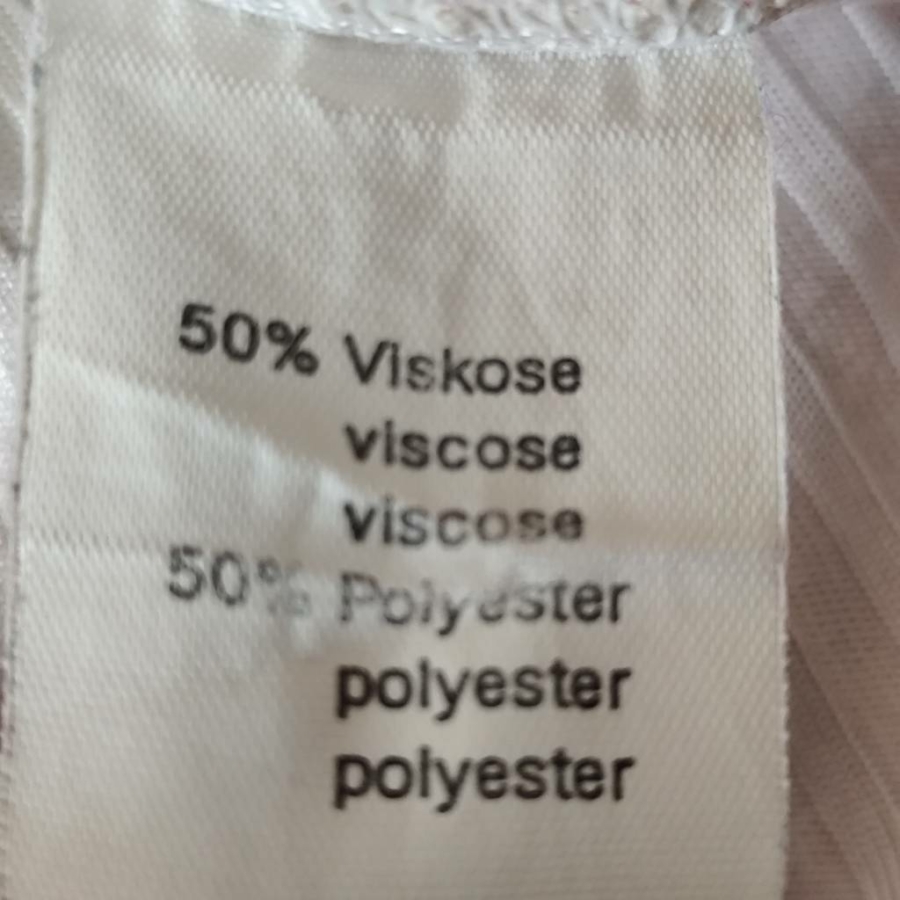 50% Viskose
viscose
viscose
50% Polyester
polyester
polyester